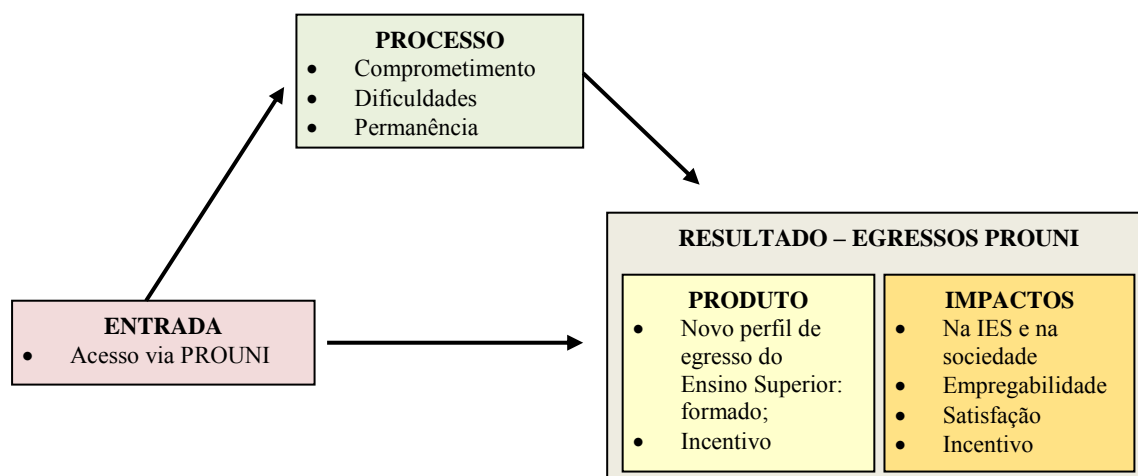 PROCESSO
• Comprometimento
• Dificuldades
• Permanência
ENTRADA
• Acesso via PROUNI
RESULTADO – EGRESSOS PROUNI
PRODUTO
• Novo perfil de
egresso do
Ensino Superior:
formado;
• Incentivo
IMPACTOS
• Na IES e na
sociedade
• Empregabilidade
• Satisfação
• Incentivo